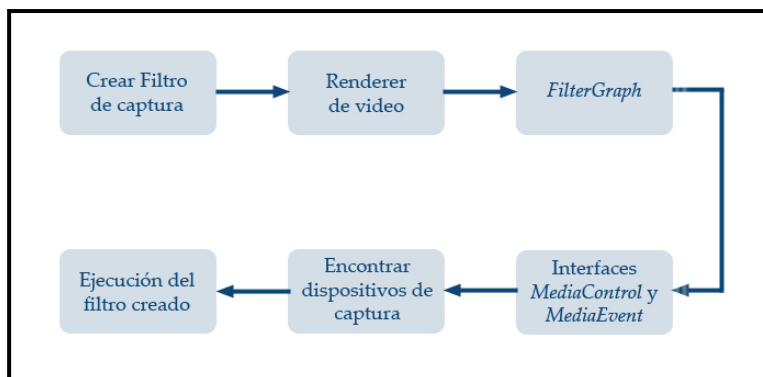 Crear Filtro
de captura
Renderer
de video
FilterGraph
Interfaces
MediaControl y
MediaEvent
Encontrar
dispositivos de
captura
Ejecución del
filtro creado